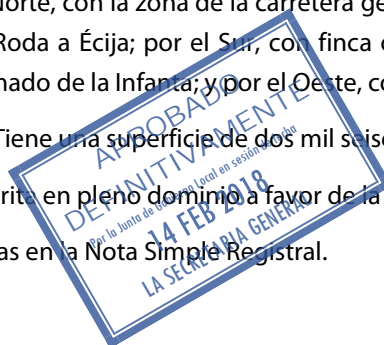 Norte, con la zona de la carretera ge
Roda a Écija; por el Sur, con finca
nado de la Infanta; y por el Oeste, co
Tiene una superficie de dos mil seisc
rita en pleno dominio a favor de la
as en la Nota Simple Registral.
APROBADO
DEFINITIVAMENTE
Por la Junta de Gobierno Local en sesión
14 FEB 2018
LA SECRETARIA GENERAL